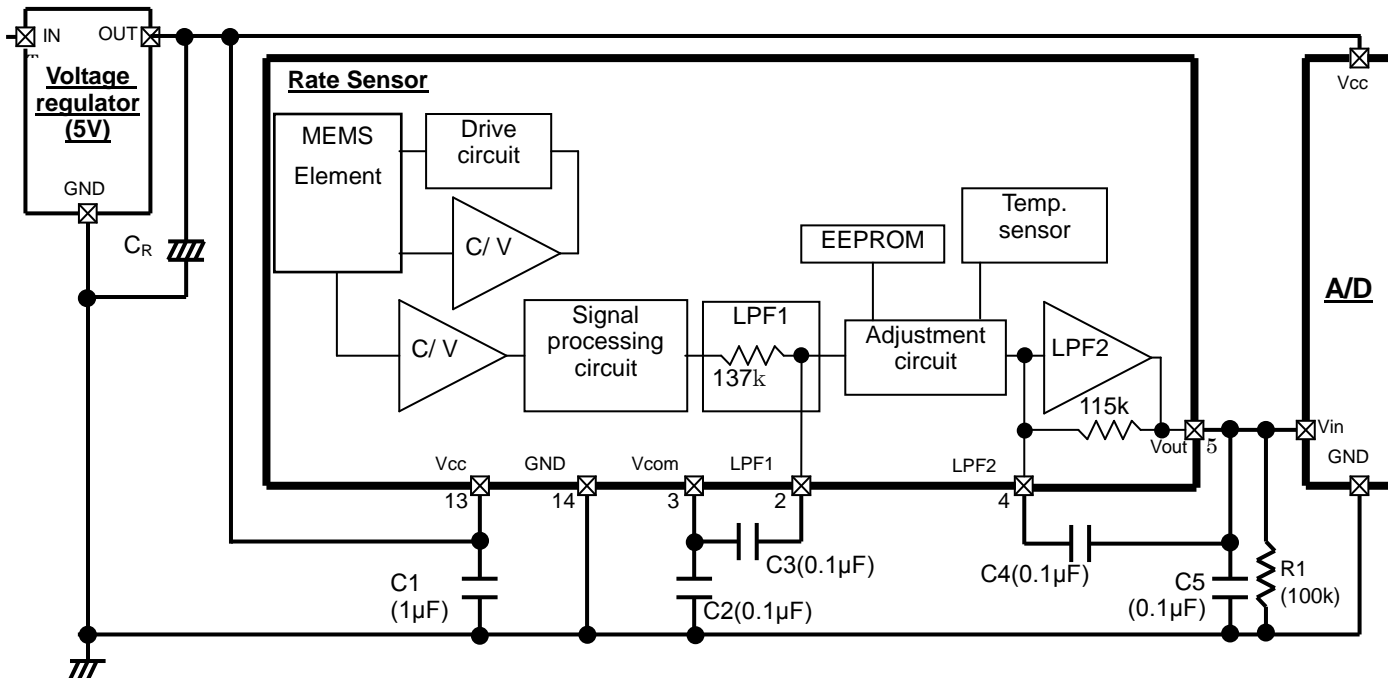 IN OUT
Voltage
regulator
(5V)
GND
CR
Rate Sensor
MEMS
Element
Drive
circuit
C/ V
C/ V
Signal
processing
circuit
LPF1
137k
EEPROM
Temp.
sensor
Adjustment
circuit
LPF2
115k
Vout 5
Vcc
13
GND
14
Vcom
3
LPF1
2
LPF2
4
Vcc
A/D
Vin
GND
C1
(1µF)
C2(0.1µF)
C3(0.1µF)
C4(0.1µF)
C5
(0.1µF)
R1
(100k)